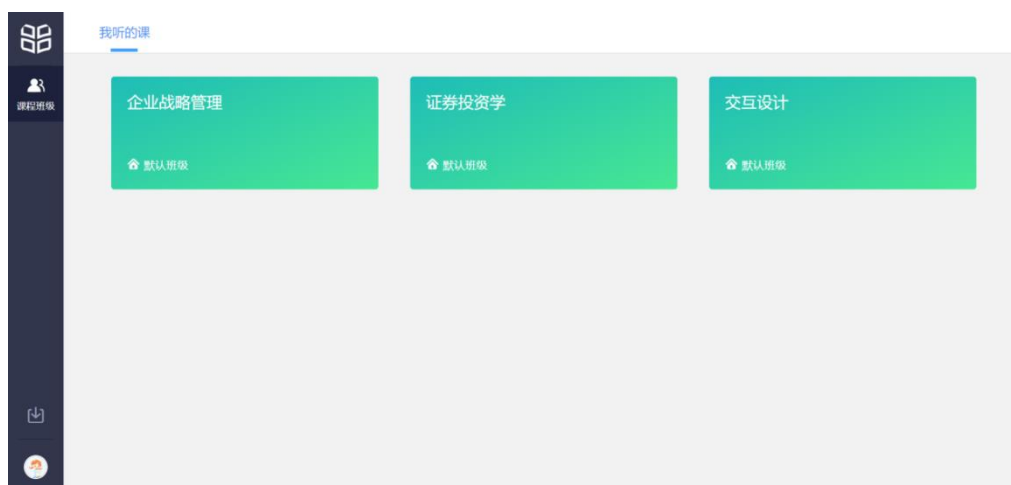 我听的课
课程班级
企业战略管理
默认班级
证券投资学
默认班级
交互设计
默认班级